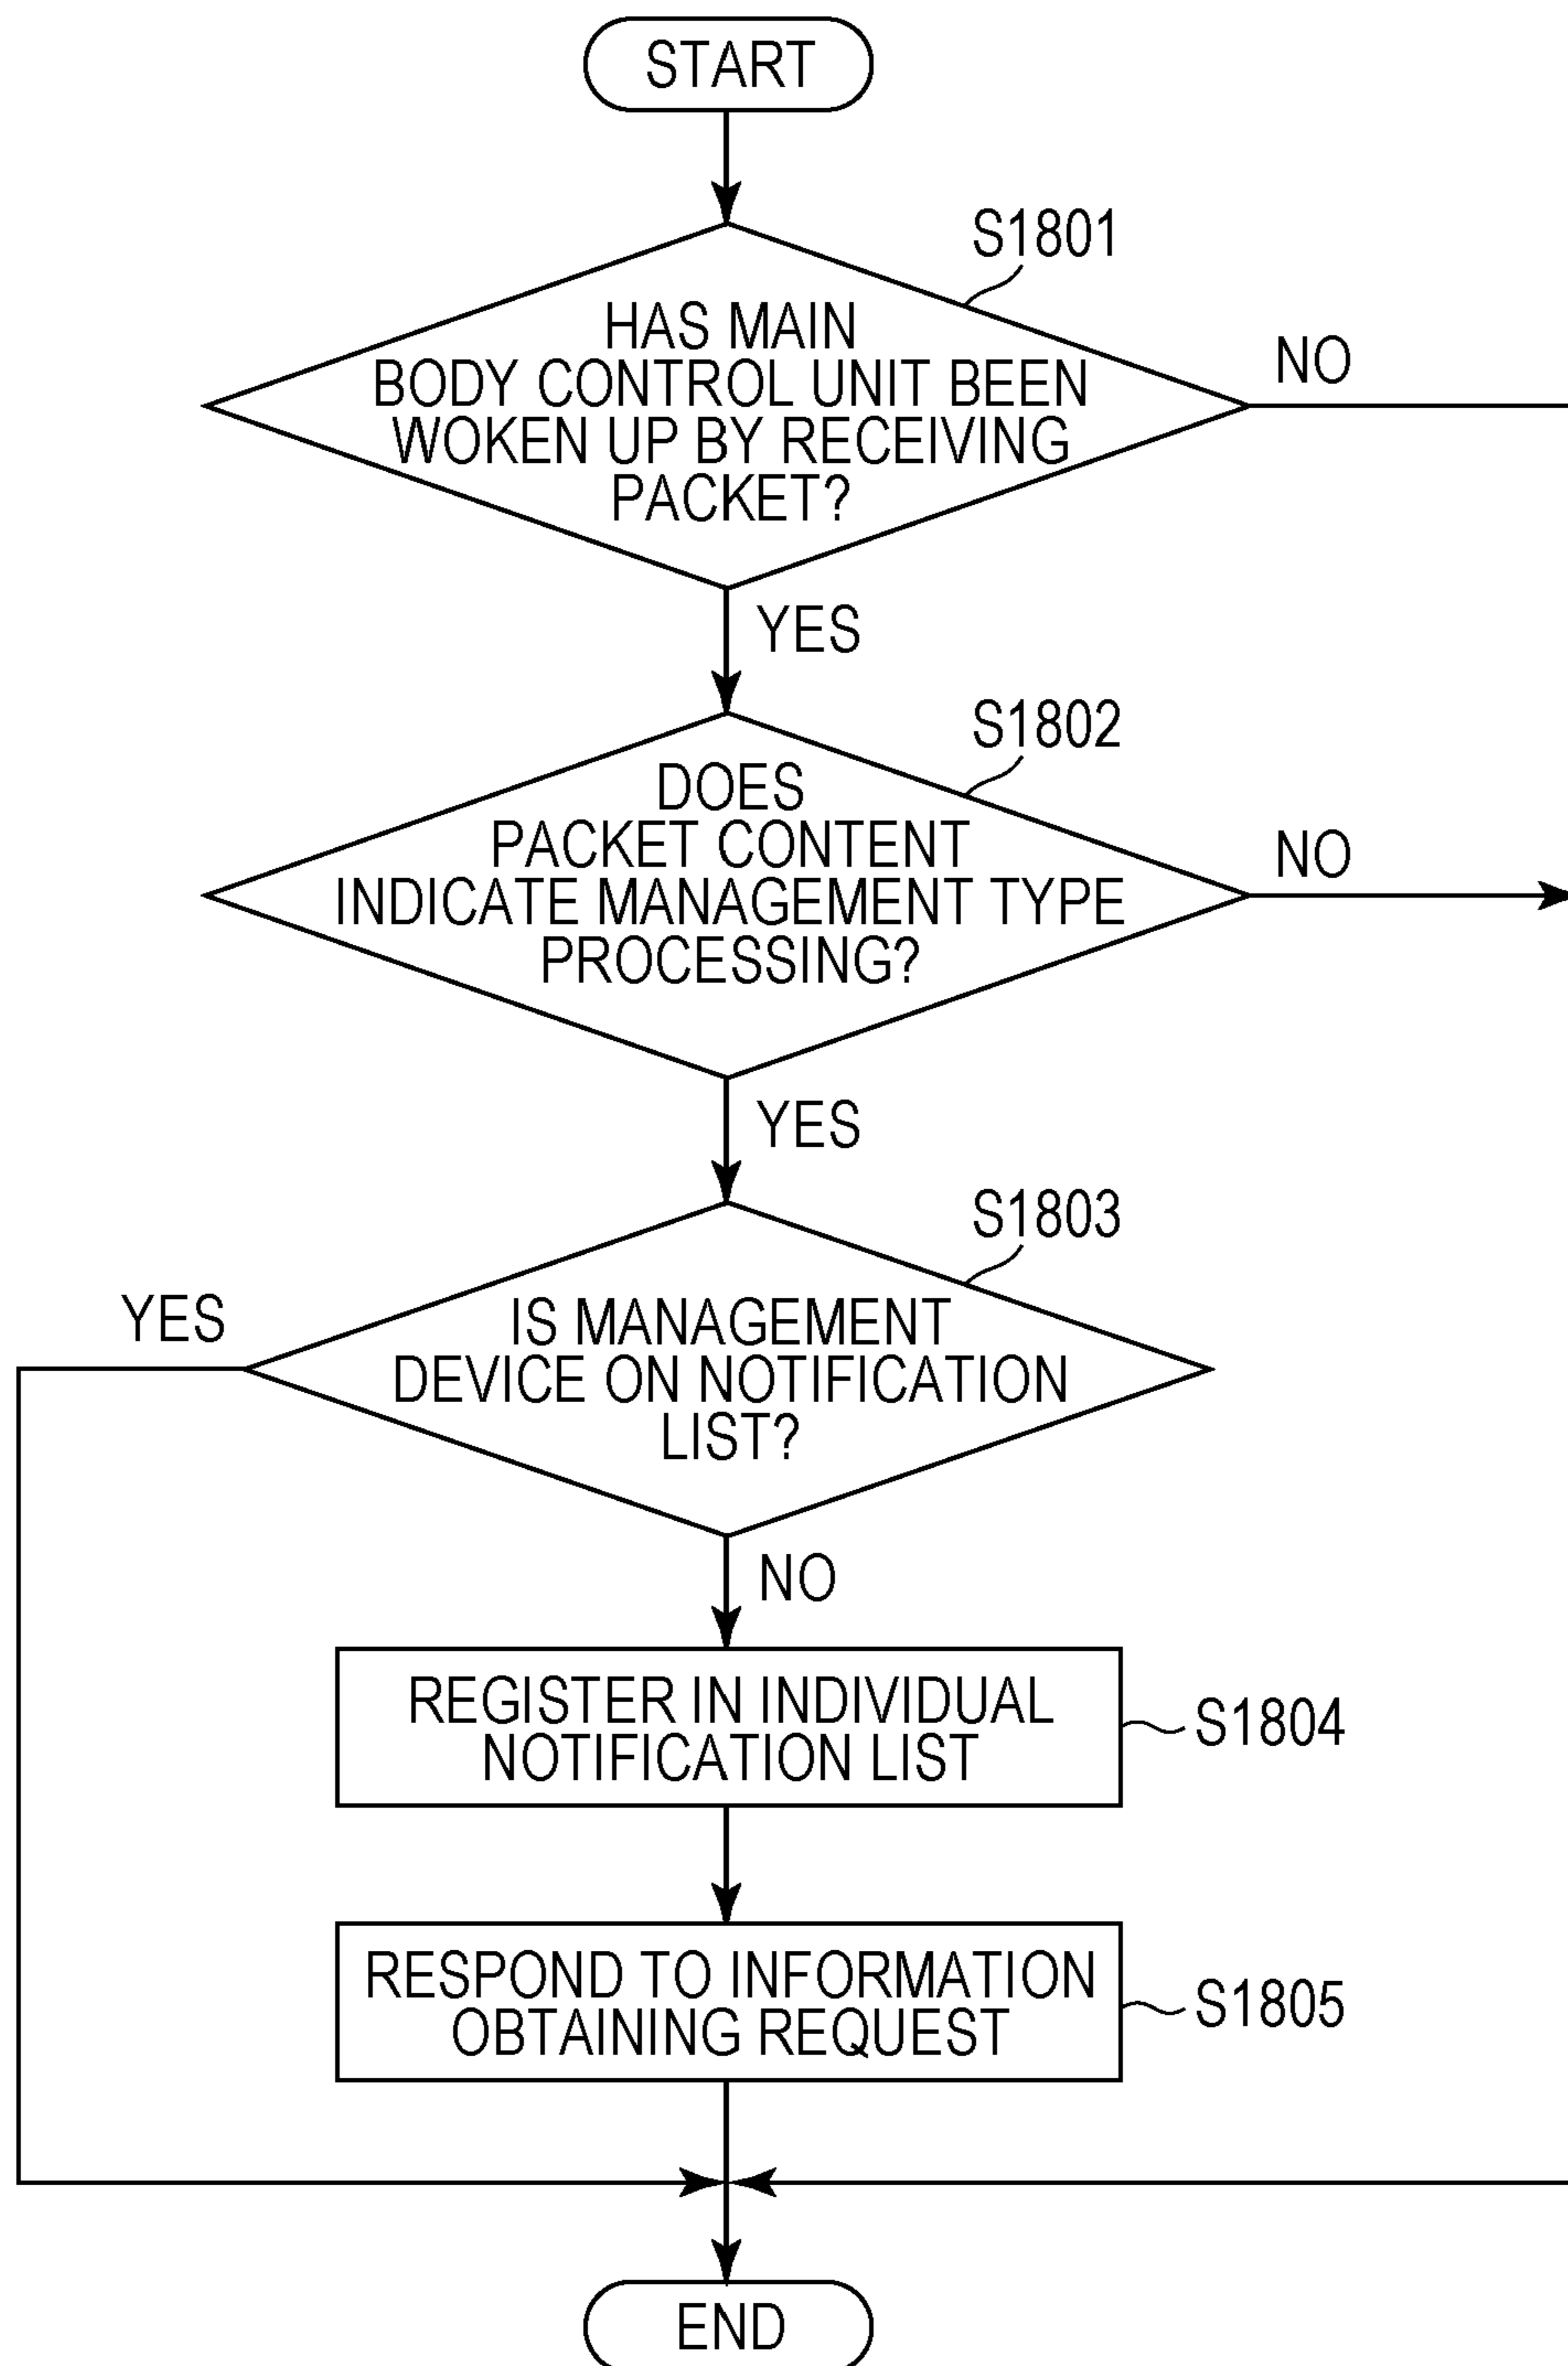 START
S1801
HAS MAIN
BODY CONTROL UNIT BEEN
WOKEN UP BY RECEIVING
PACKET?
NO
YES
S1802
DOES
PACKET CONTENT
INDICATE MANAGEMENT TYPE
PROCESSING?
NO
YES
S1803
IS MANAGEMENT
DEVICE ON NOTIFICATION
LIST?
YES
NO
REGISTER IN INDIVIDUAL
NOTIFICATION LIST
S1804
RESPOND TO INFORMATION
OBTAINING REQUEST
S1805
END